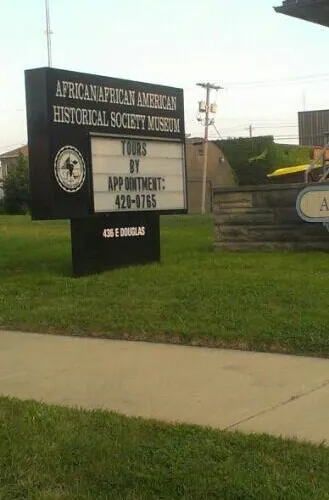 AFRICAN/AFRICAN AMERICAN
HISTORICAL SOCIETY MUSEUM
TOURS
BY
APPOINTMENT:
420-0765
436 E DOUGLAS
A